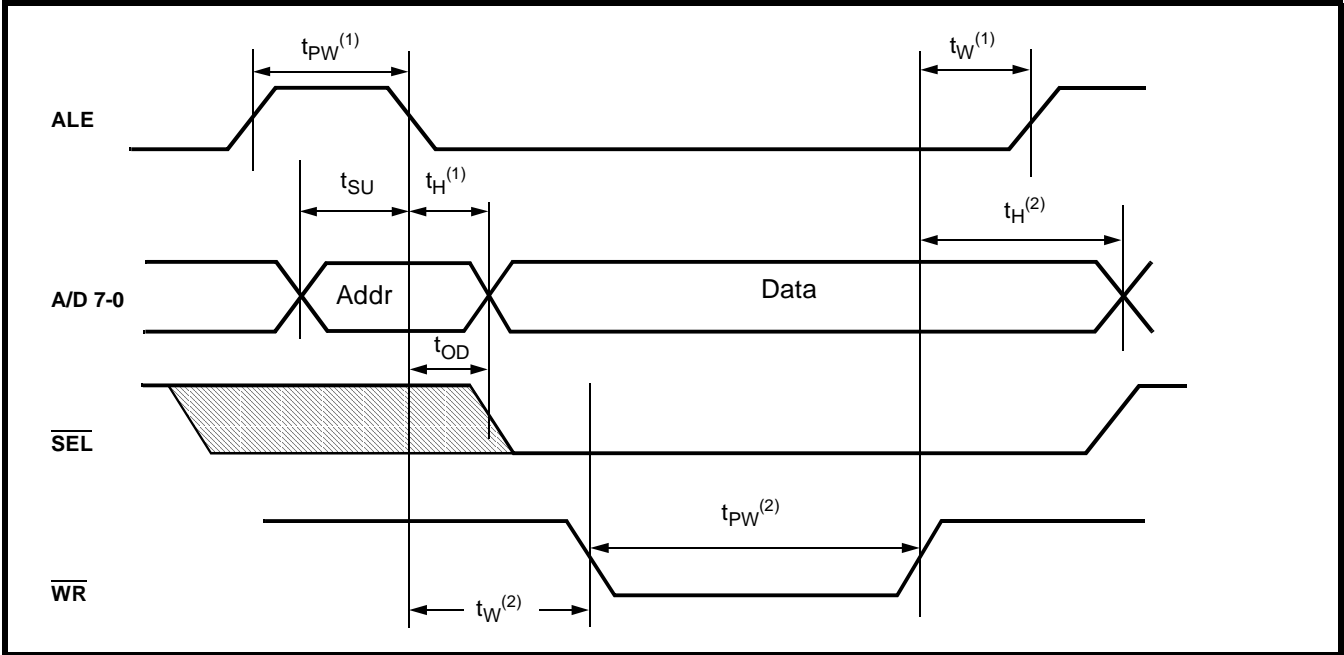 tPW(1)
tW(1)
ALE
tSU
tH(1)
tH(2)
A/D 7-0
Addr
Data
tOD
SEL
tPW(2)
WR
tW(2)